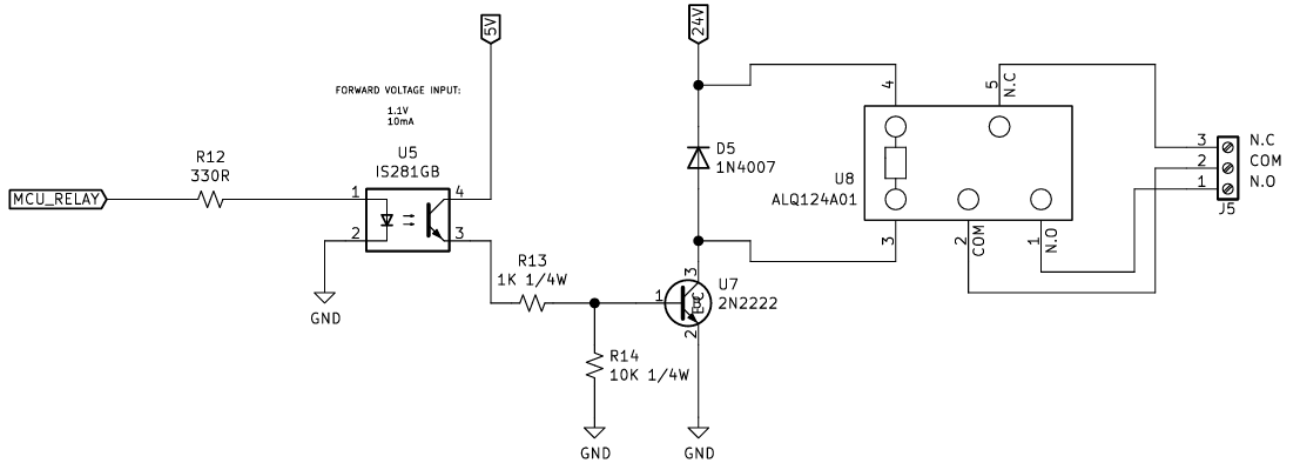 5V
24V
FORWARD VOLTAGE INPUT:
1.1V
10mA
U5
IS281GB
R12
330R
MCU_RELAY
1
2
4
3
GND
R13
1K 1/4W
R14
10K 1/4W
GND
D5
1N4007
U7
2N2222
1
3
2
GND
U8
ALQ124A01
4
5
N.C
3
2
COM
1
N.O
3
2
1
N.C
COM
N.O
J5